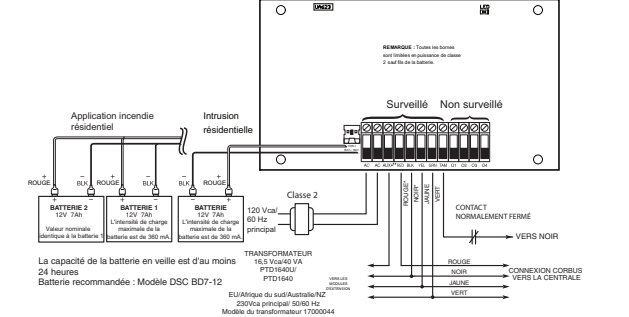 UA623
LED
REMARQUE : Toutes les bornes
sont limitées en puissance de classe
2 sauf fils de la batterie.
Surveillé Non surveillé
Application incendie
résidentiel
Intrusion
résidentielle
AC AC AUX+ RED BLK YEL GRN TAM O1 O2 O3 O4
+ – + – – +
ROUGE BLK ROUGE BLK BLK ROUGE
BATTERIE 2
12V 7Ah
Valeur nominale
identique à la batterie 1
BATTERIE 1
12V 7Ah
L'intensité de charge
maximale de la
batterie est de 360 mA.
BATTERIE
12V 7Ah
L'intensité de charge
maximale de la
batterie est de 360 mA.
120 Vca/
60 Hz
principal
Classe 2
ROUGE*
NOIR*
JAUNE
VERT
CONTACT
NORMALEMENT FERMÉ
VERS NOIR
TRANSFORMATEUR
16,5 Vca/40 VA
PTD1640U/
PTD1640
VERS LES
MODULES
D'EXTENSION
ROUGE
NOIR
JAUNE
VERT
CONNEXION CORBUS
VERS LA CENTRALE
EU/Afrique du sud/Australie/NZ
230Vca principal/ 50/60 Hz
Modèle du transformateur 17000044
La capacité de la batterie en veille est d'au moins
24 heures
Batterie recommandée : Modèle DSC BD7-12